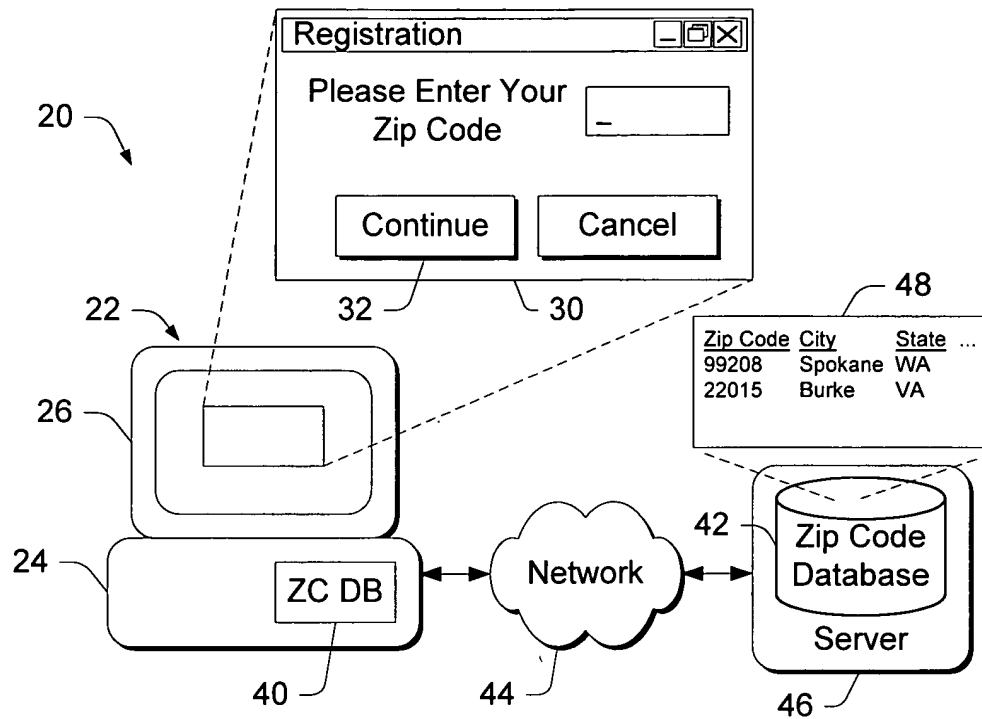 Registration
Please Enter Your
Zip Code
_
Continue
Cancel
20
32
30
22
48
Zip Code City State ...
99208 Spokane WA
22015 Burke VA
26
24
42
Zip Code
Database
Network
ZC DB
Server
40
44
46